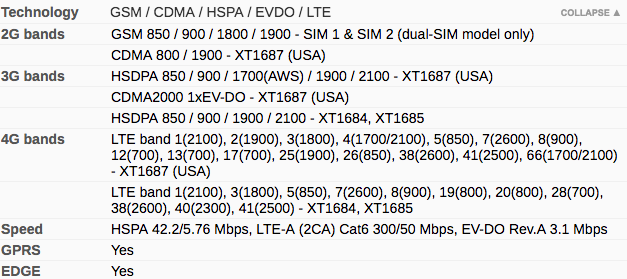 Technology GSM / CDMA / HSPA / EVDO / LTE COLLAPSE ▲
2G bands GSM 850 / 900 / 1800 / 1900 - SIM 1 & SIM 2 (dual-SIM model only)
CDMA 800 / 1900 - XT1687 (USA)
3G bands HSDPA 850 / 900 / 1700(AWS) / 1900 / 2100 - XT1687 (USA)
CDMA2000 1xEV-DO - XT1687 (USA)
HSDPA 850 / 900 / 1900 / 2100 - XT1684, XT1685
4G bands LTE band 1(2100), 2(1900), 3(1800), 4(1700/2100), 5(850), 7(2600), 8(900),
12(700), 13(700), 17(700), 25(1900), 26(850), 38(2600), 41(2500), 66(1700/2100)
- XT1687 (USA)
LTE band 1(2100), 3(1800), 5(850), 7(2600), 8(900), 19(800), 20(800), 28(700),
38(2600), 40(2300), 41(2500) - XT1684, XT1685
Speed HSPA 42.2/5.76 Mbps, LTE-A (2CA) Cat6 300/50 Mbps, EV-DO Rev.A 3.1 Mbps
GPRS Yes
EDGE Yes